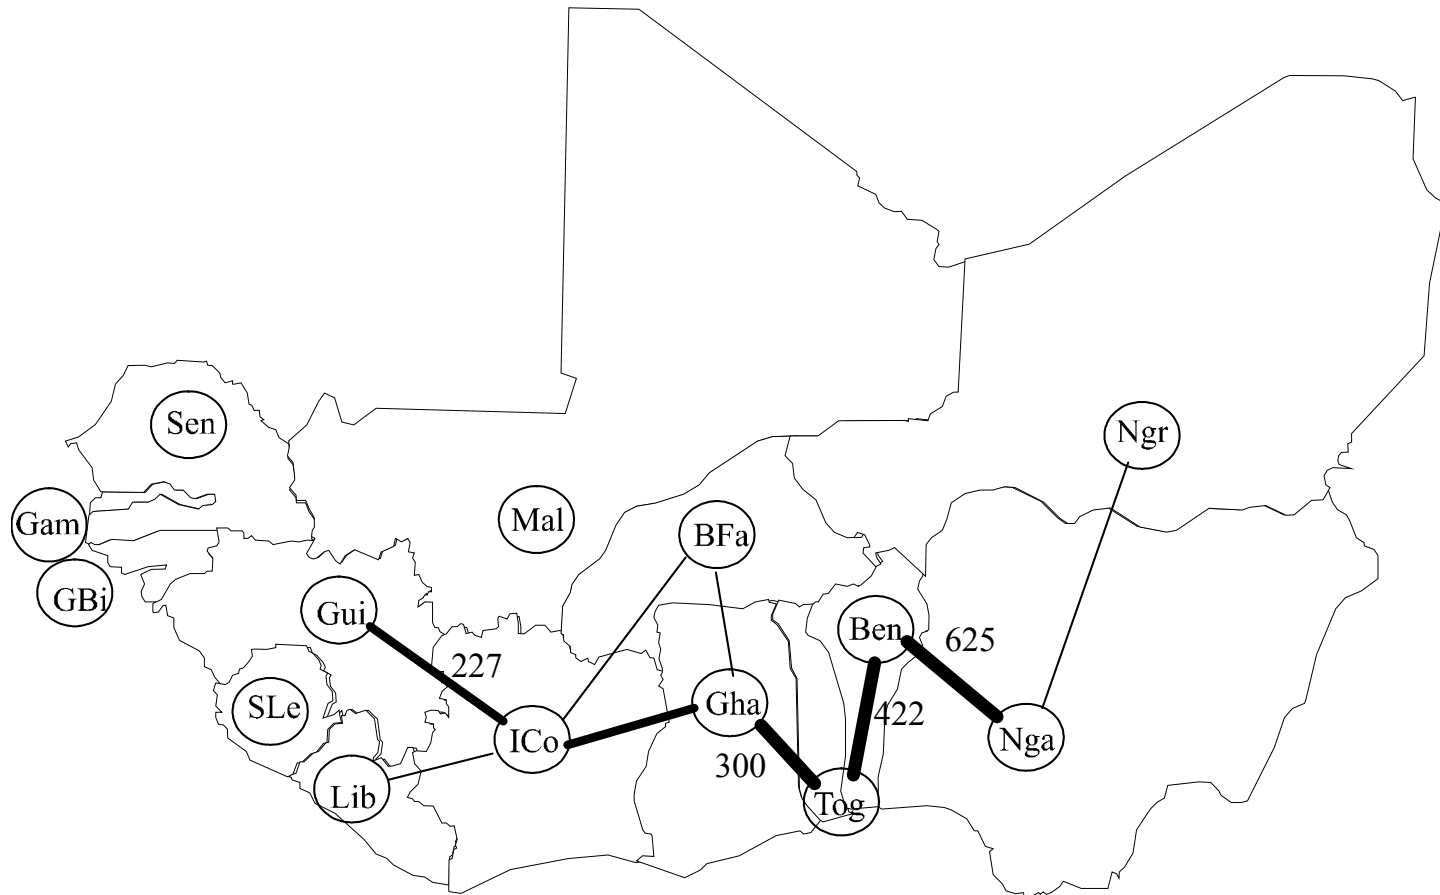 Sen
Ngr
Gam
Mal
BFa
GBi
Gui
Ben
625
227
SLe
Gha
422
ICo
Nga
300
Lib
Tog